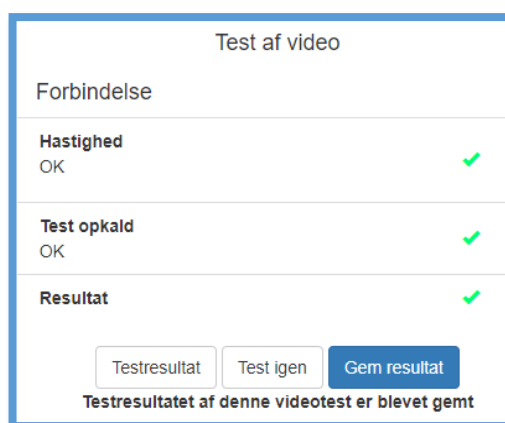 Test af video
Forbindelse
Hastighed
OK
Test opkald
OK
Resultat
Testresultat Test igen Gem resultat
Testresultatet af denne videotest er blevet gemt